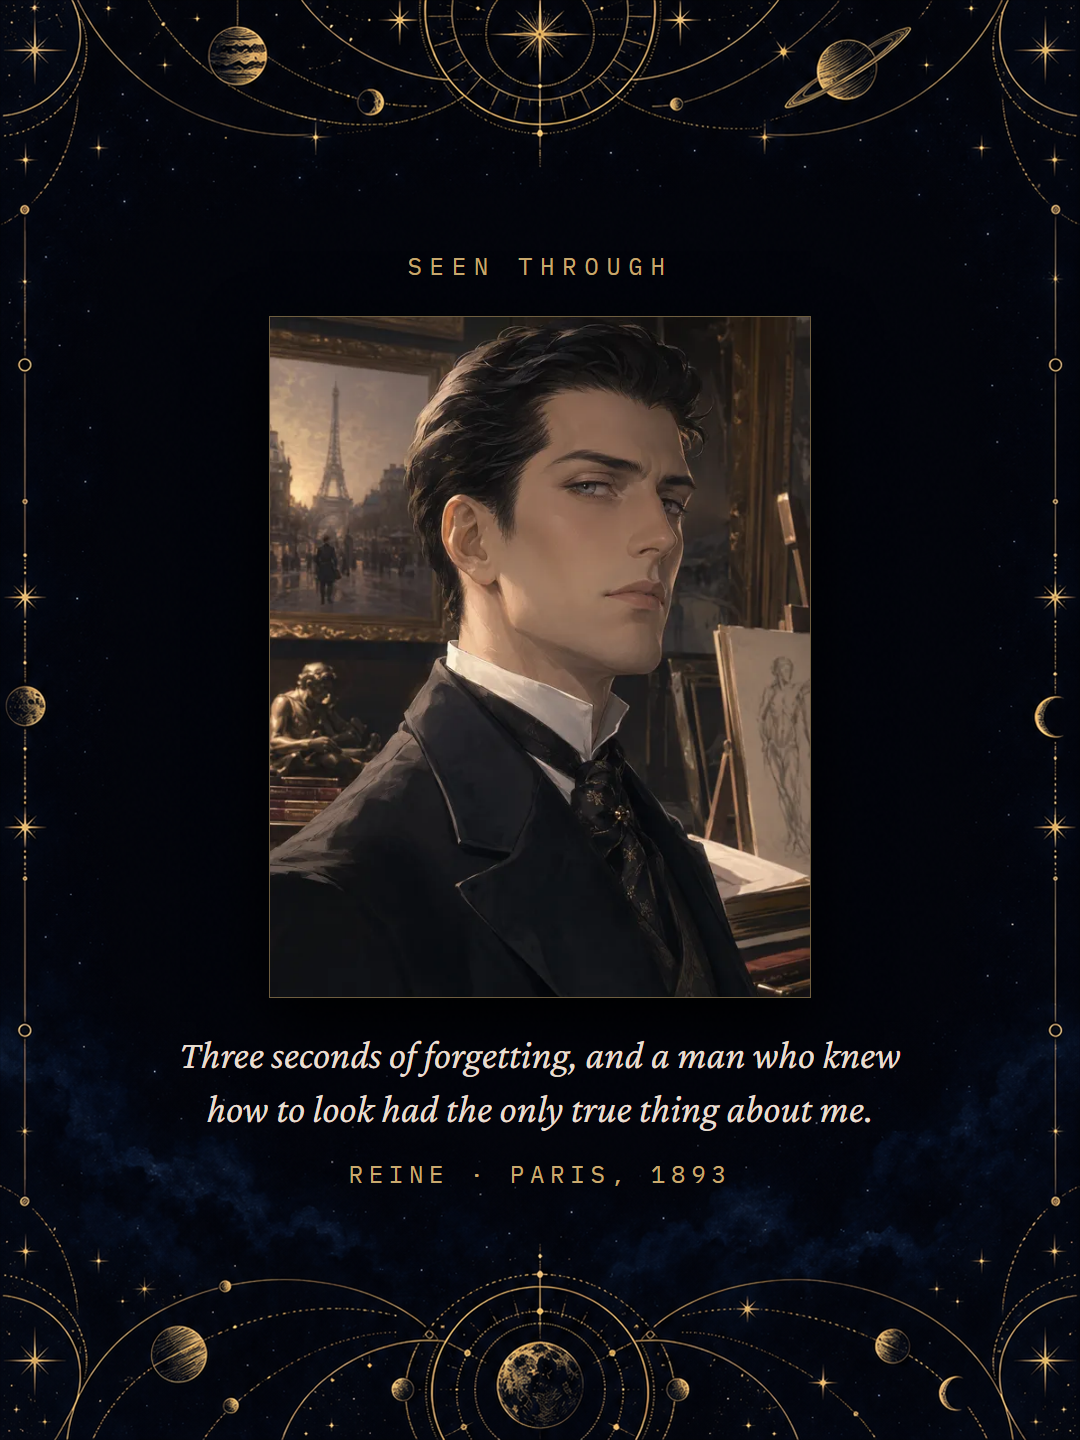 SEEN THROUGH
Three seconds of forgetting, and a man who knew
how to look had the only true thing about me.
REINE · PARIS, 1893